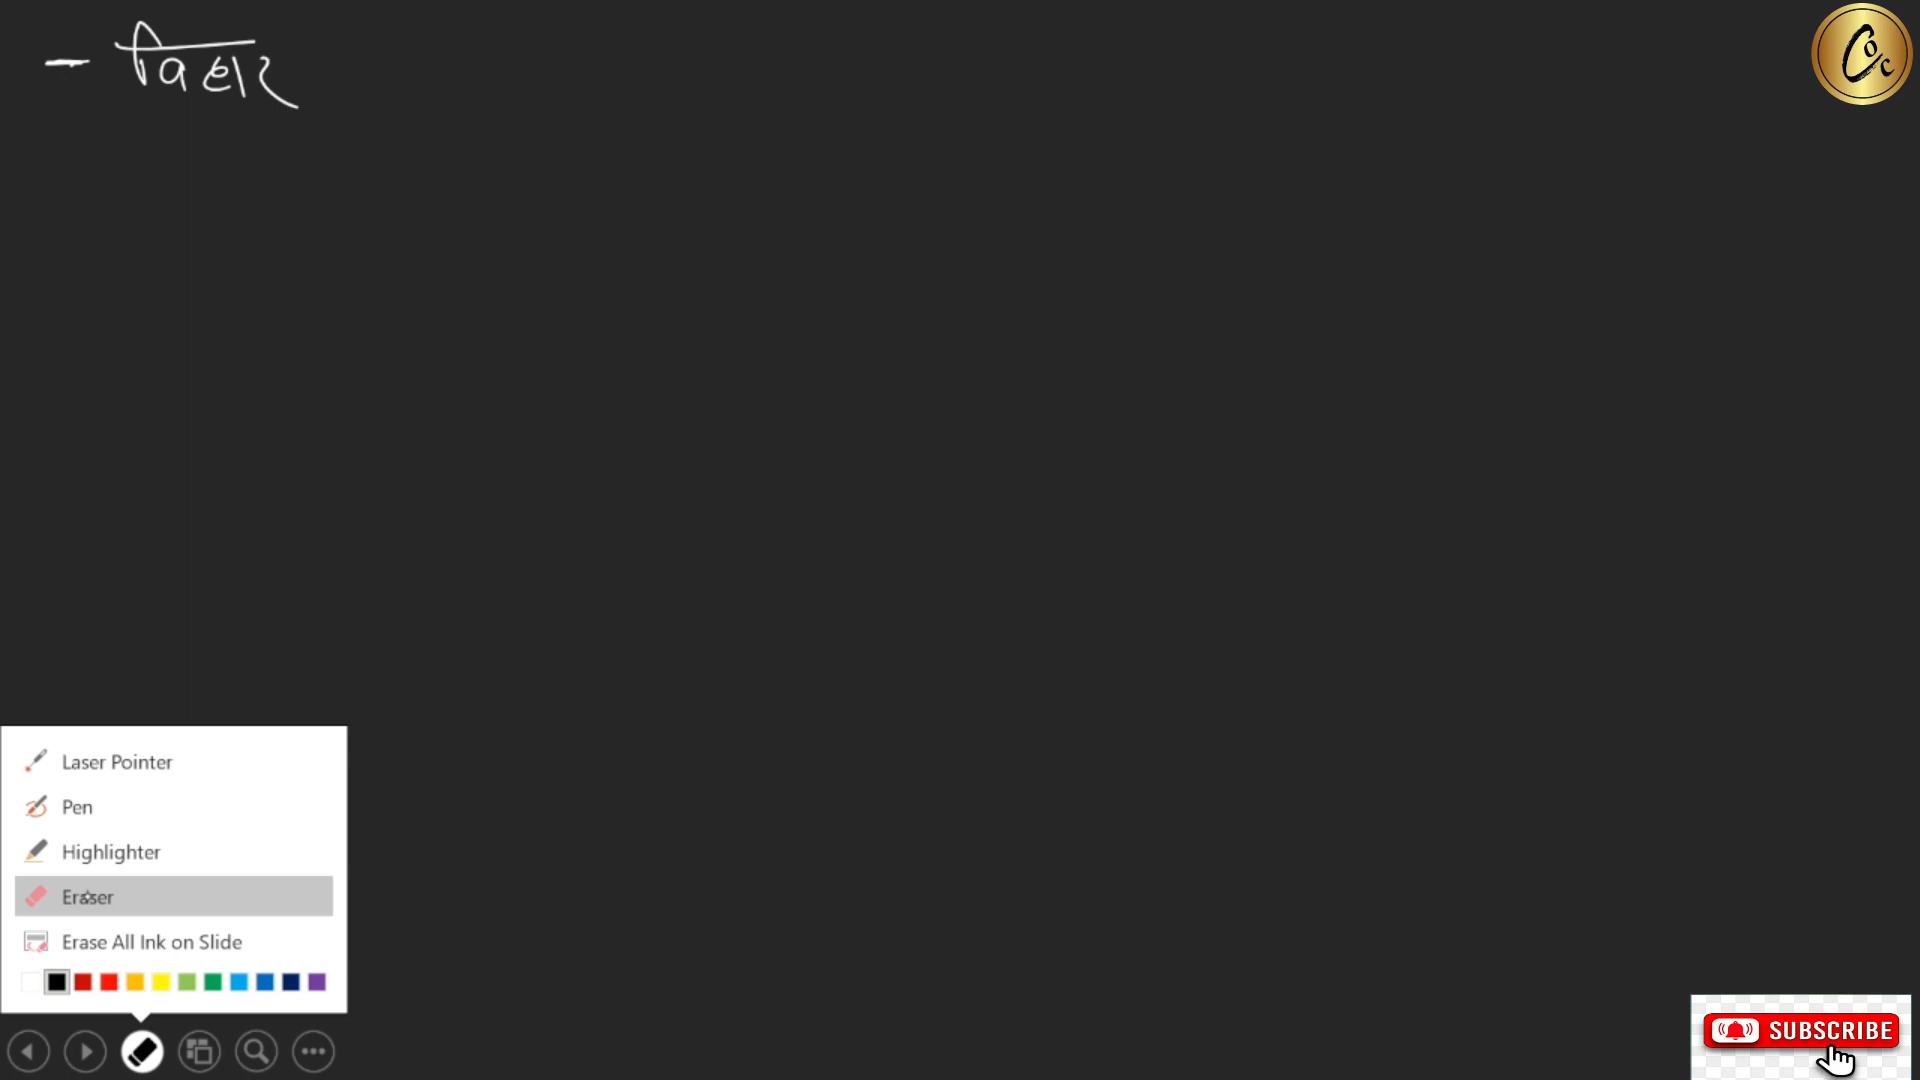 Laser Pointer
Pen
Highlighter
Eraser
Erase All Ink on Slide
SUBSCRIBE